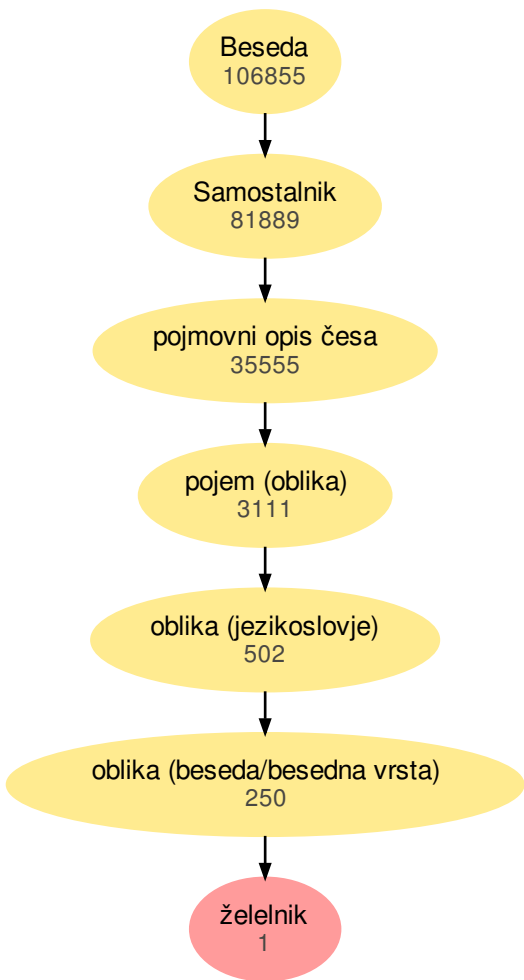 Beseda
106855
Samostalnik
81889
pojmovni opis česa
35555
pojem (oblika)
3111
oblika (jezikoslovje)
502
oblika (beseda/besedna vrsta)
250
želelnik
1